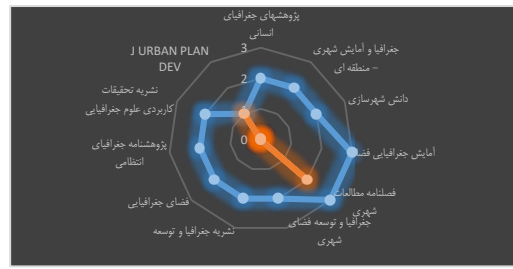 پژوهشهای جغرافیای
انسانی
جغرافیا و آمایش شهری
– منطقه ای
دانش شهرسازی
آمایش جغرافیایی فضا
فصلنامه مطالعات
شهری
جغرافیا و توسعه فضای
شهری
نشریه جغرافیا و توسعه
فضای جغرافیایی
پژوهشنامه جغرافیای
انتظامی
نشریه تحقیقات
کاربردی علوم جغرافیایی
J URBAN PLAN
DEV
3
2
0